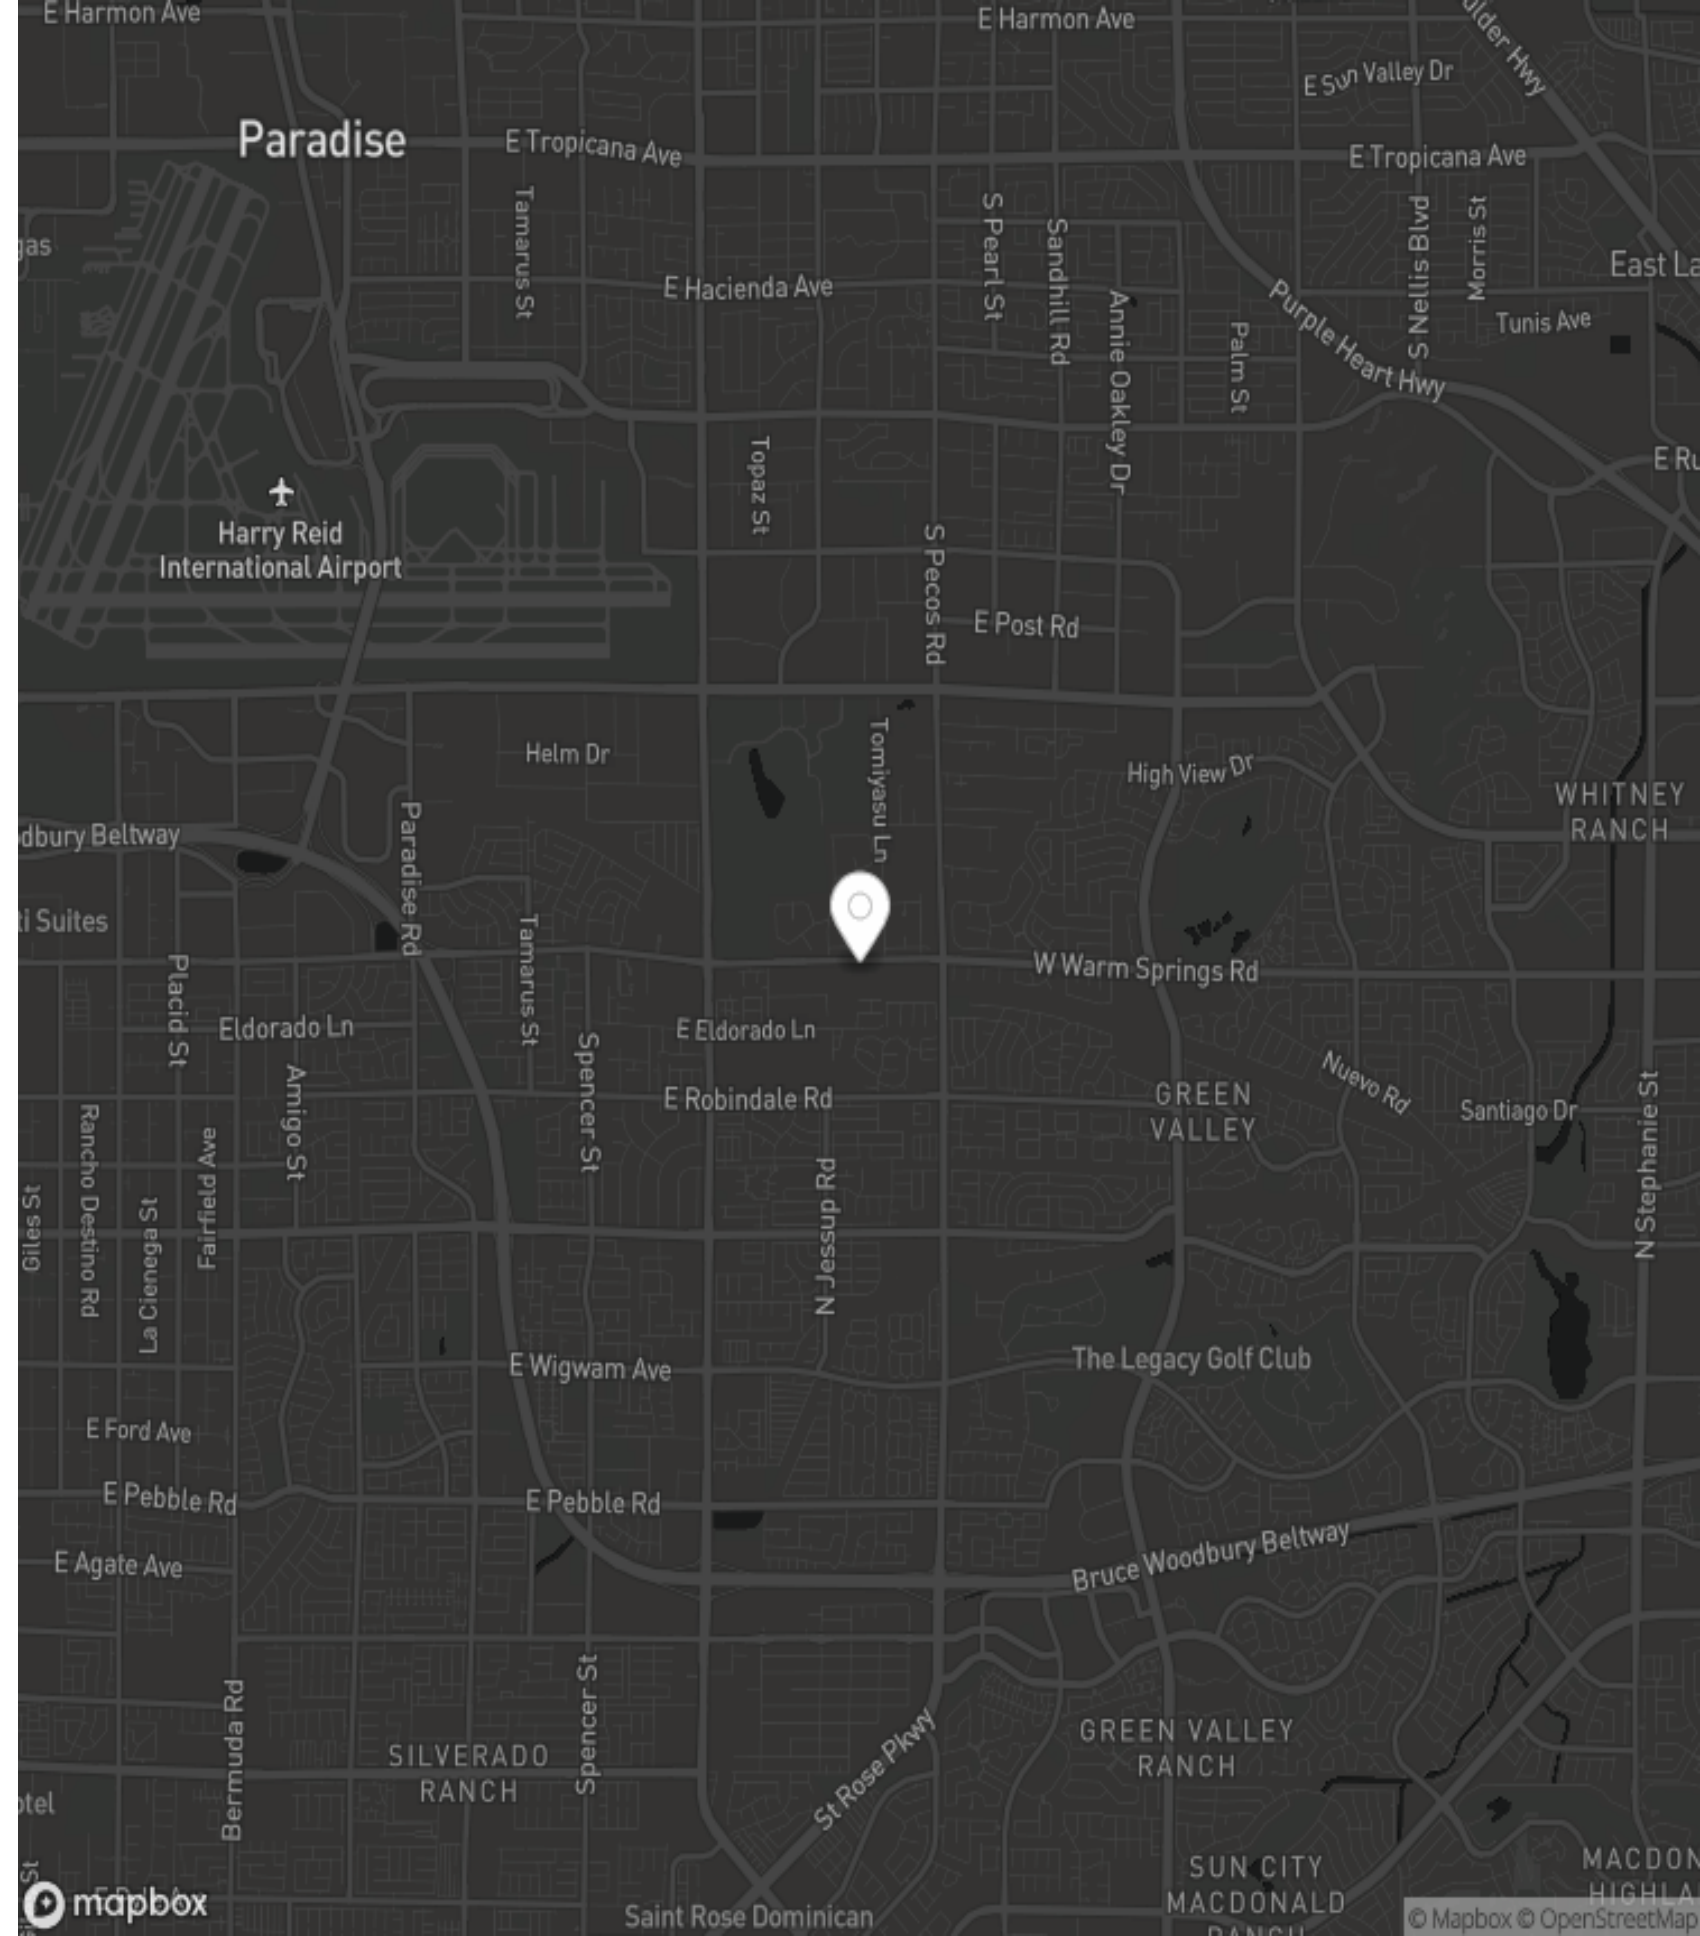 E Harmon Ave
E Harmon Ave
E Sun Valley Dr
Paradise
E Tropicana Ave
E Tropicana Ave
Tamarus St
S Pearl St
Sandhill Rd
S Nellis Blvd
Morris St
E Hacienda Ave
Annie Oakley Dr
Purple Heart Hwy
Palm St
Tunis Ave
Topaz St
Harry Reid
International Airport
S Pecos Rd
E Post Rd
Helm Dr
Tomiyasu Ln
High View Dr
WHITNEY
RANCH
Paradise Rd
Beltway
Suites
Placid St
Tamarus St
W Warm Springs Rd
Eldorado Ln
E Eldorado Ln
Spencer St
Amigo St
Nuevo Rd
E Robindale Rd
GREEN
VALLEY
Santiago Dr
N Stephanie St
Giles St
Rancho Destino Rd
La Cienega St
Fairfield Ave
N Jessup Rd
E Wigwam Ave
The Legacy Golf Club
E Ford Ave
E Pebble Rd
E Pebble Rd
E Agate Ave
Bruce Woodbury Beltway
Bermuda Rd
Spencer St
SILVERADO
RANCH
St Rose Pkwy
GREEN VALLEY
RANCH
SUN CITY
MACDONALD
RANCH
mapbox
Saint Rose Dominican
© Mapbox © OpenStreetMap